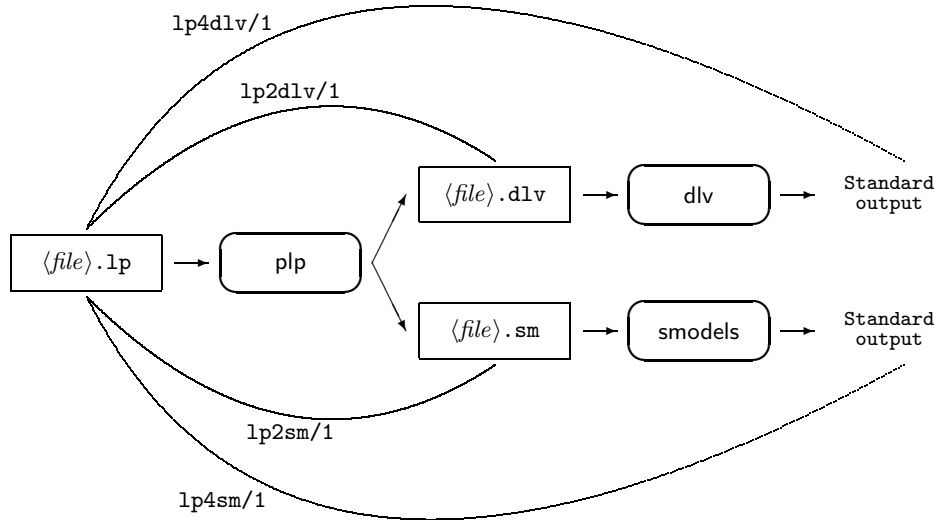 lp4dlv/1
lp2dlv/1
⟨file⟩.dlv
dlv
Standard
output
⟨file⟩.lp
plp
⟨file⟩.sm
smodels
Standard
output
lp2sm/1
lp4sm/1